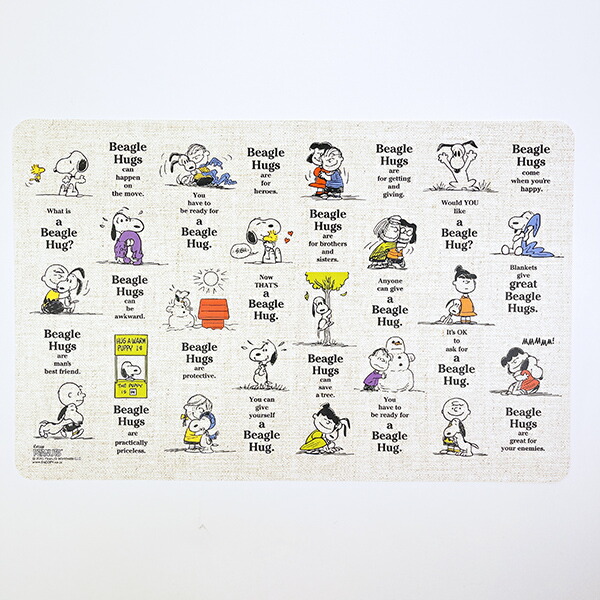 Beagle
Hugs
can
happen
on
the move.
Beagle
Hugs
are
for
heroes.
Beagle
Hugs
are
for getting
and
giving.
Beagle
Hugs
come
when you're
happy.
What is
a
Beagle
Hug?
You
have to
be ready for
a
Beagle
Hug.
Beagle
Hugs
are
for brothers
and
sisters.
Would YOU
like
a
Beagle
Hug?
Beagle
Hugs
can
be
awkward.
Now
THAT'S
a
Beagle
Hug.
Anyone
can give
a
Beagle
Hug.
Blankets
give
great
Beagle
Hugs.
Beagle
Hugs
are
man's
best friend.
HUG A WARM
PUPPY 1¢
THE PUPPY
IS IN
Beagle
Hugs
are
protective.
Beagle
Hugs
can
save
a tree.
It's OK
to
ask for
a
Beagle
Hug.
MMMMMA!
Beagle
Hugs
are
practically
priceless.
You can
give
yourself
a
Beagle
Hug.
You
have to
be ready for
a
Beagle
Hug.
Beagle
Hugs
are
great for
your enemies.
PEANUTS